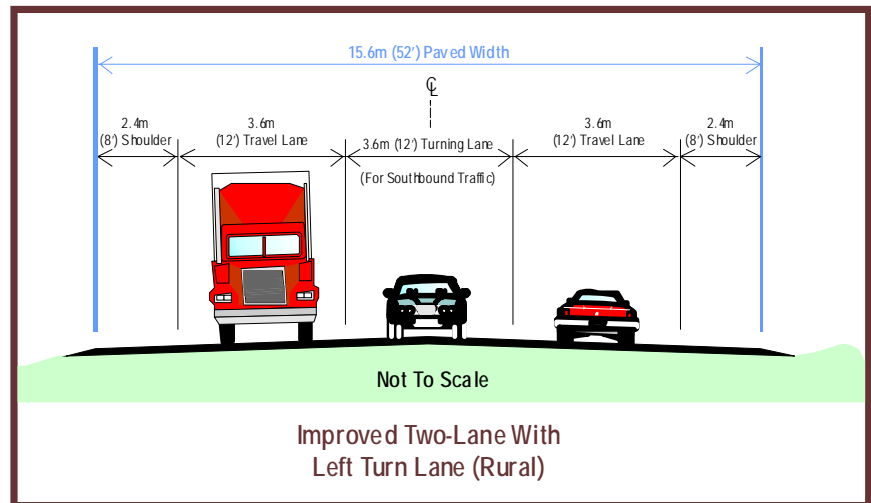 15.6m (52') Paved Width
℄
2.4m
(8') Shoulder
3.6m
(12') Travel Lane
3.6m (12') Turning Lane
(For Southbound Traffic)
3.6m
(12') Travel Lane
2.4m
(8') Shoulder
Not To Scale
Improved Two-Lane With
Left Turn Lane (Rural)